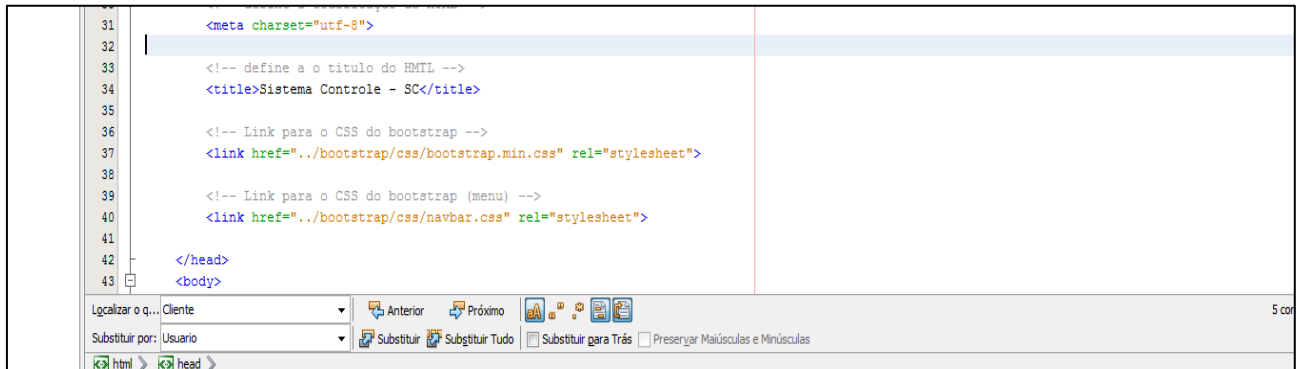 31 <meta charset="utf-8">
32
33 <!-- define a o titulo do HMTL -->
34 <title>Sistema Controle - SC</title>
35
36 <!-- Link para o CSS do bootstrap -->
37 <link href="../bootstrap/css/bootstrap.min.css" rel="stylesheet">
38
39 <!-- Link para o CSS do bootstrap (menu) -->
40 <link href="../bootstrap/css/navbar.css" rel="stylesheet">
41
42 </head>
43 <body>
Localizar o q... Cliente Anterior Próximo 5 cor
Substituir por: Usuario Substituir Substituir Tudo Substituir para Trás Preservar Maiúsculas e Minúsculas
html head